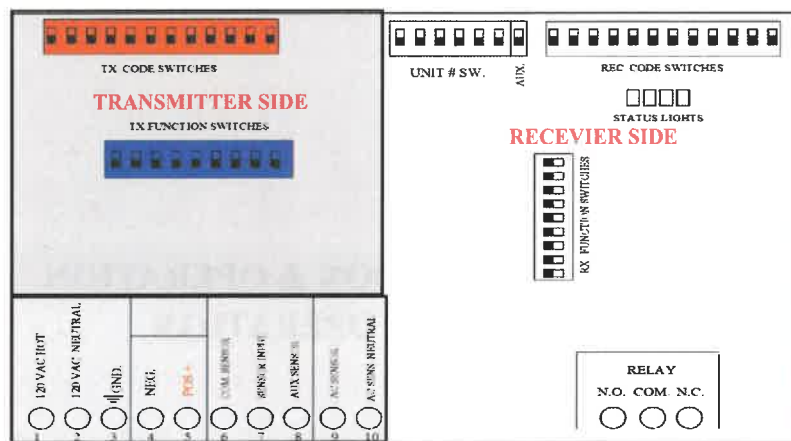 TX CODE SWITCHES
TRANSMITTER SIDE
TX FUNCTION SWITCHES
UNIT # SW.
AUX.
REC CODE SWITCHES
STATUS LIGHTS
RECEVIER SIDE
RX FUNCTION SWITCHES
120 VAC HOT
120 VAC NEUTRAL
GND.
NEG.
POS +
COM. SENSOR
SENSOR INPUT
AUX SENSOR
AC SENSOR
AC SENS NEUTRAL
1 2 3 4 5 6 7 8 9 10
RELAY
N.O. COM. N.C.